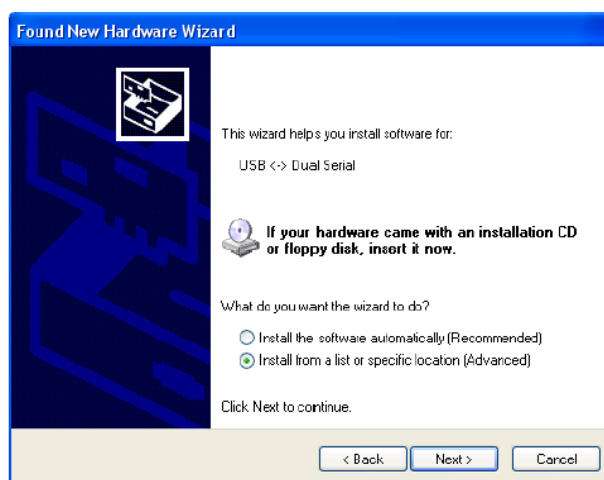 Found New Hardware Wizard
This wizard helps you install software for:
USB <-> Dual Serial
If your hardware came with an installation CD
or floppy disk, insert it now.
What do you want the wizard to do?
Install the software automatically (Recommended)
Install from a list or specific location (Advanced)
Click Next to continue.
< Back
Next >
Cancel